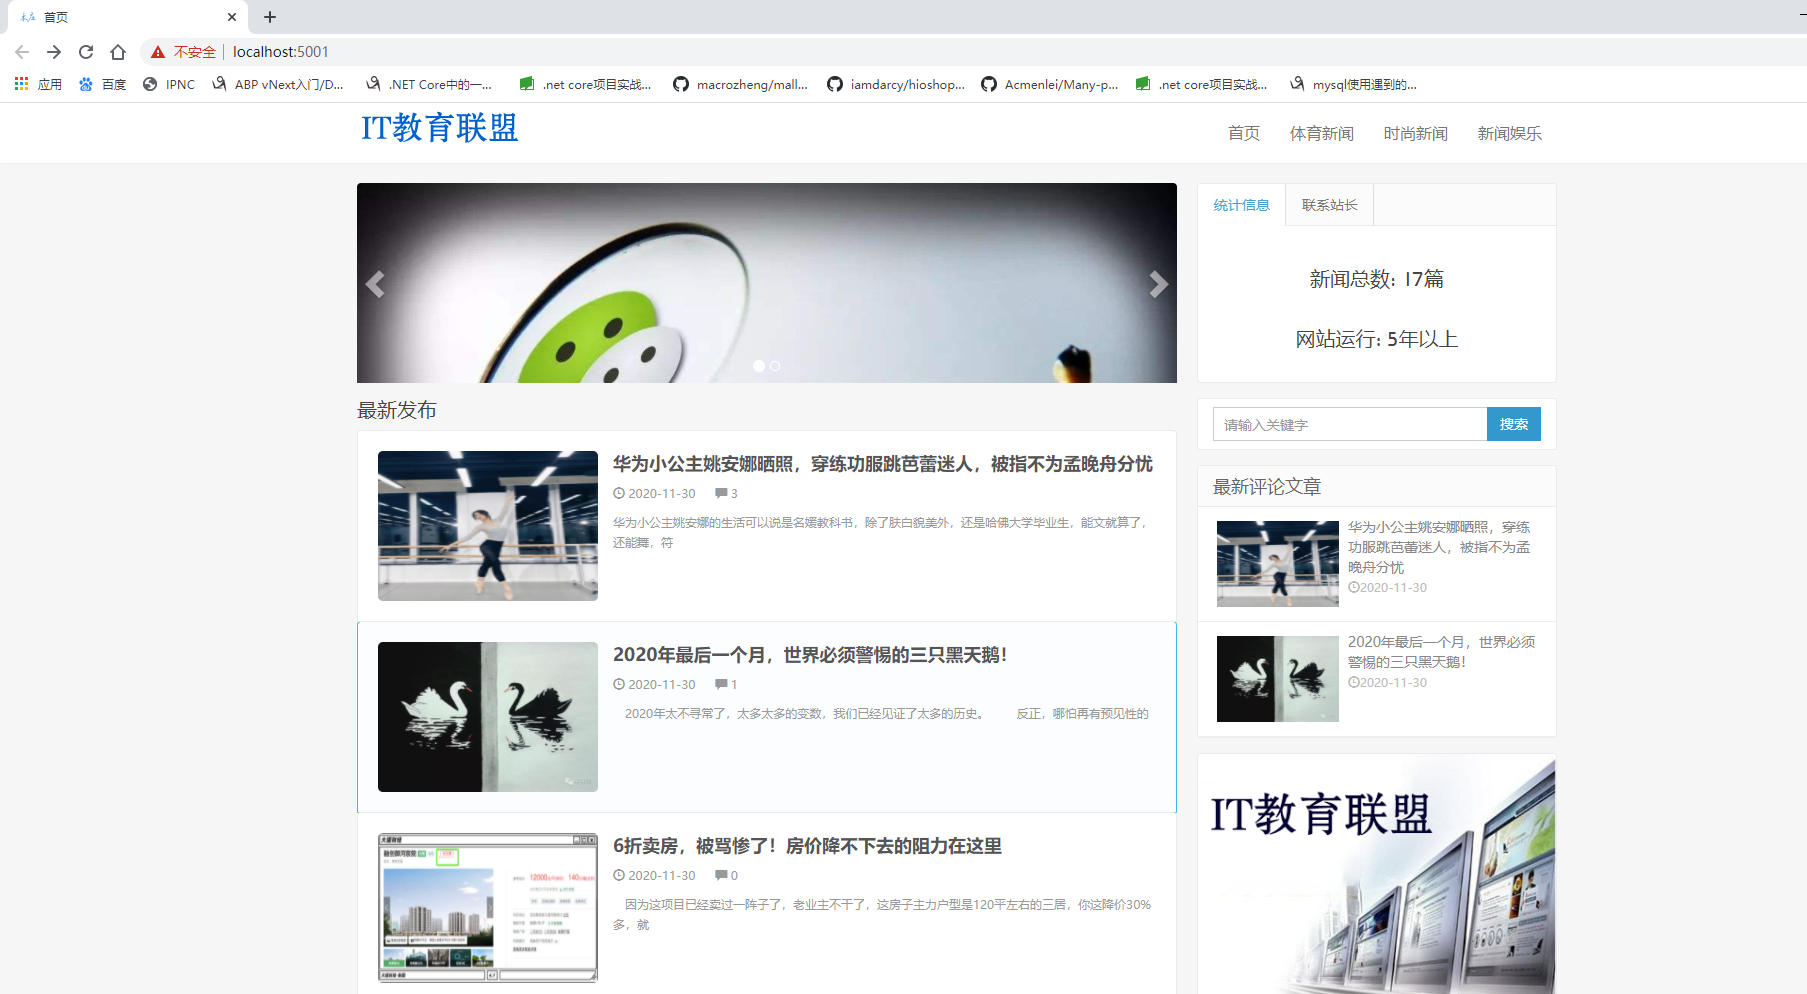 首页
不安全
localhost:5001
应用
百度
IPNC
ABP vNext入门/D...
.NET Core中的一...
.net core项目实战...
macrozheng/mall...
iamdarcy/hioshop...
Acmenlei/Many-p...
.net core项目实战...
mysql使用遇到的...
IT教育联盟
首页
体育新闻
时尚新闻
新闻娱乐
统计信息
联系站长
新闻总数: 17篇
网站运行: 5年以上
请输入关键字
搜索
最新发布
华为小公主姚安娜晒照，穿练功服跳芭蕾迷人，被指不为孟晚舟分忧
2020-11-30 3
华为小公主姚安娜的生活可以说是名媛教科书，除了肤白貌美外，还是哈佛大学毕业生，能文就算了，
还能舞，符
2020年最后一个月，世界必须警惕的三只黑天鹅！
2020-11-30 1
2020年太不寻常了，太多太多的变数，我们已经见证了太多的历史。 反正，哪怕再有预见性的
6折卖房，被骂惨了！房价降不下去的阻力在这里
2020-11-30 0
因为这项目已经卖过一阵子了，老业主不干了，这房子主力户型是120平左右的三居，你这降价30%
多，就
最新评论文章
华为小公主姚安娜晒照，穿练
功服跳芭蕾迷人，被指不为孟
晚舟分忧
2020-11-30
2020年最后一个月，世界必须
警惕的三只黑天鹅！
2020-11-30
IT教育联盟